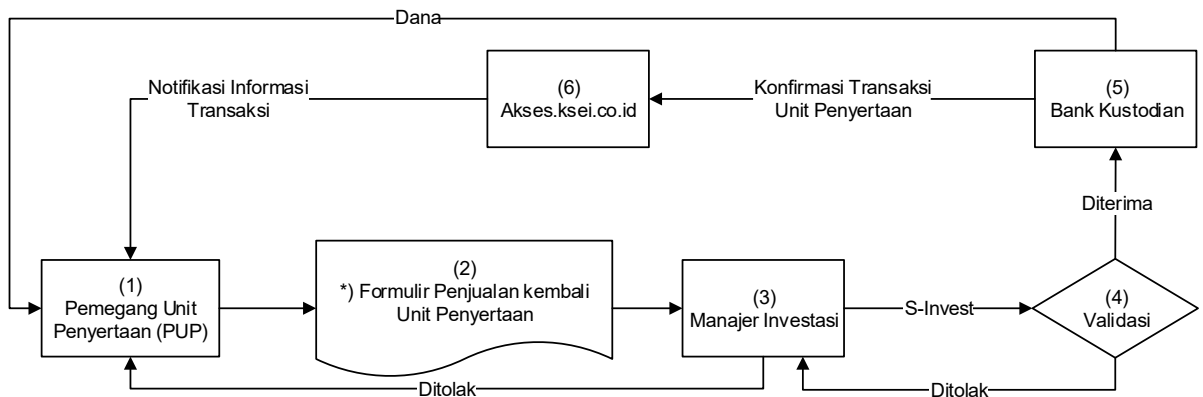 Dana
Notifikasi Informasi
Transaksi
(6)
Akses.ksei.co.id
Konfirmasi Transaksi
Unit Penyertaan
(5)
Bank Kustodian
Diterima
(1)
Pemegang Unit
Penyertaan (PUP)
(2)
*) Formulir Penjualan kembali
Unit Penyertaan
(3)
Manajer Investasi
S-Invest
(4)
Validasi
Ditolak
Ditolak